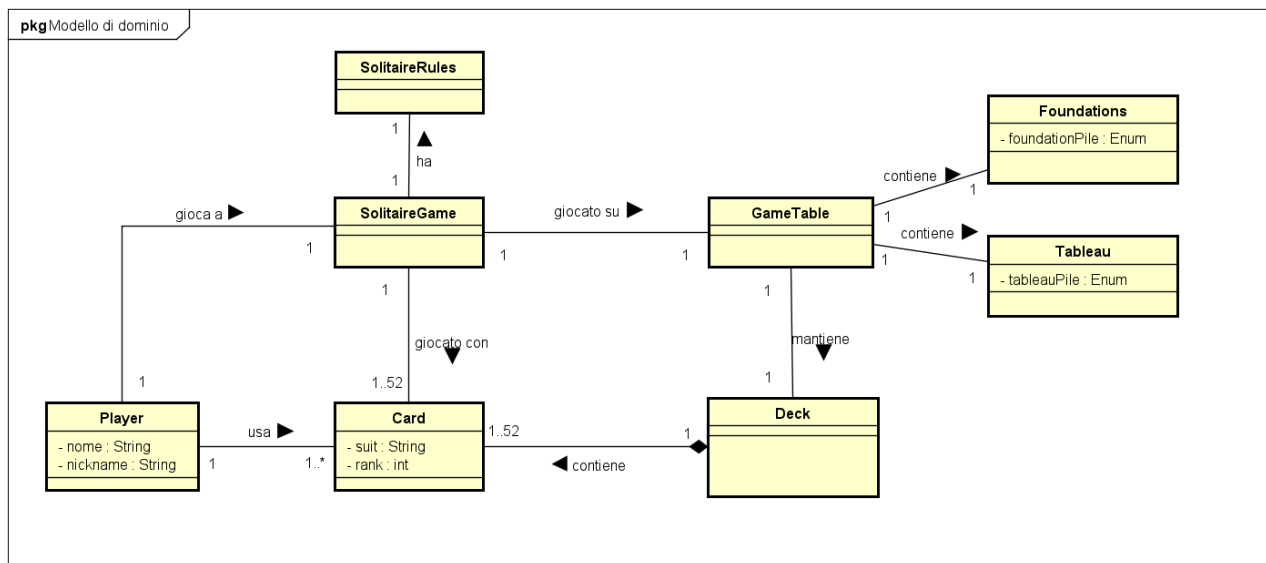 pkg Modello di dominio
SolitaireRules
1
ha
1
Foundations
- foundationPile : Enum
contiene
1
1
gioca a
SolitaireGame
giocato su
GameTable
contiene
1
1
1
1
1
Tableau
- tableauPile : Enum
1
1
giocato con
mantiene
1
1..52
1
Player
- nome : String
- nickname : String
usa
1
1..*
Card
- suit : String
- rank : int
1..52
1
contiene
Deck